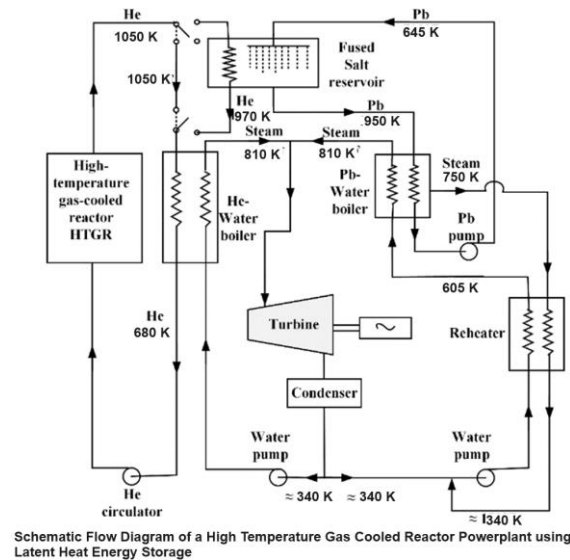 He
1050 K
Pb
645 K
1050 K
Fused
Salt
reservoir
He
970 K
Pb
.950 K
Steam
810 K
Steam
810 K
High-
temperature
gas-cooled
reactor
HTGR
He-
Water
boiler
Pb-
Water
boiler
Steam
750 K
Pb
pump
605 K
He
680 K
Turbine
~
Reheater
Condenser
Water
pump
Water
pump
≈ 340 K
≈ 340 K
He
circulator
Schematic Flow Diagram of a High Temperature Gas Cooled Reactor Powerplant using
Latent Heat Energy Storage